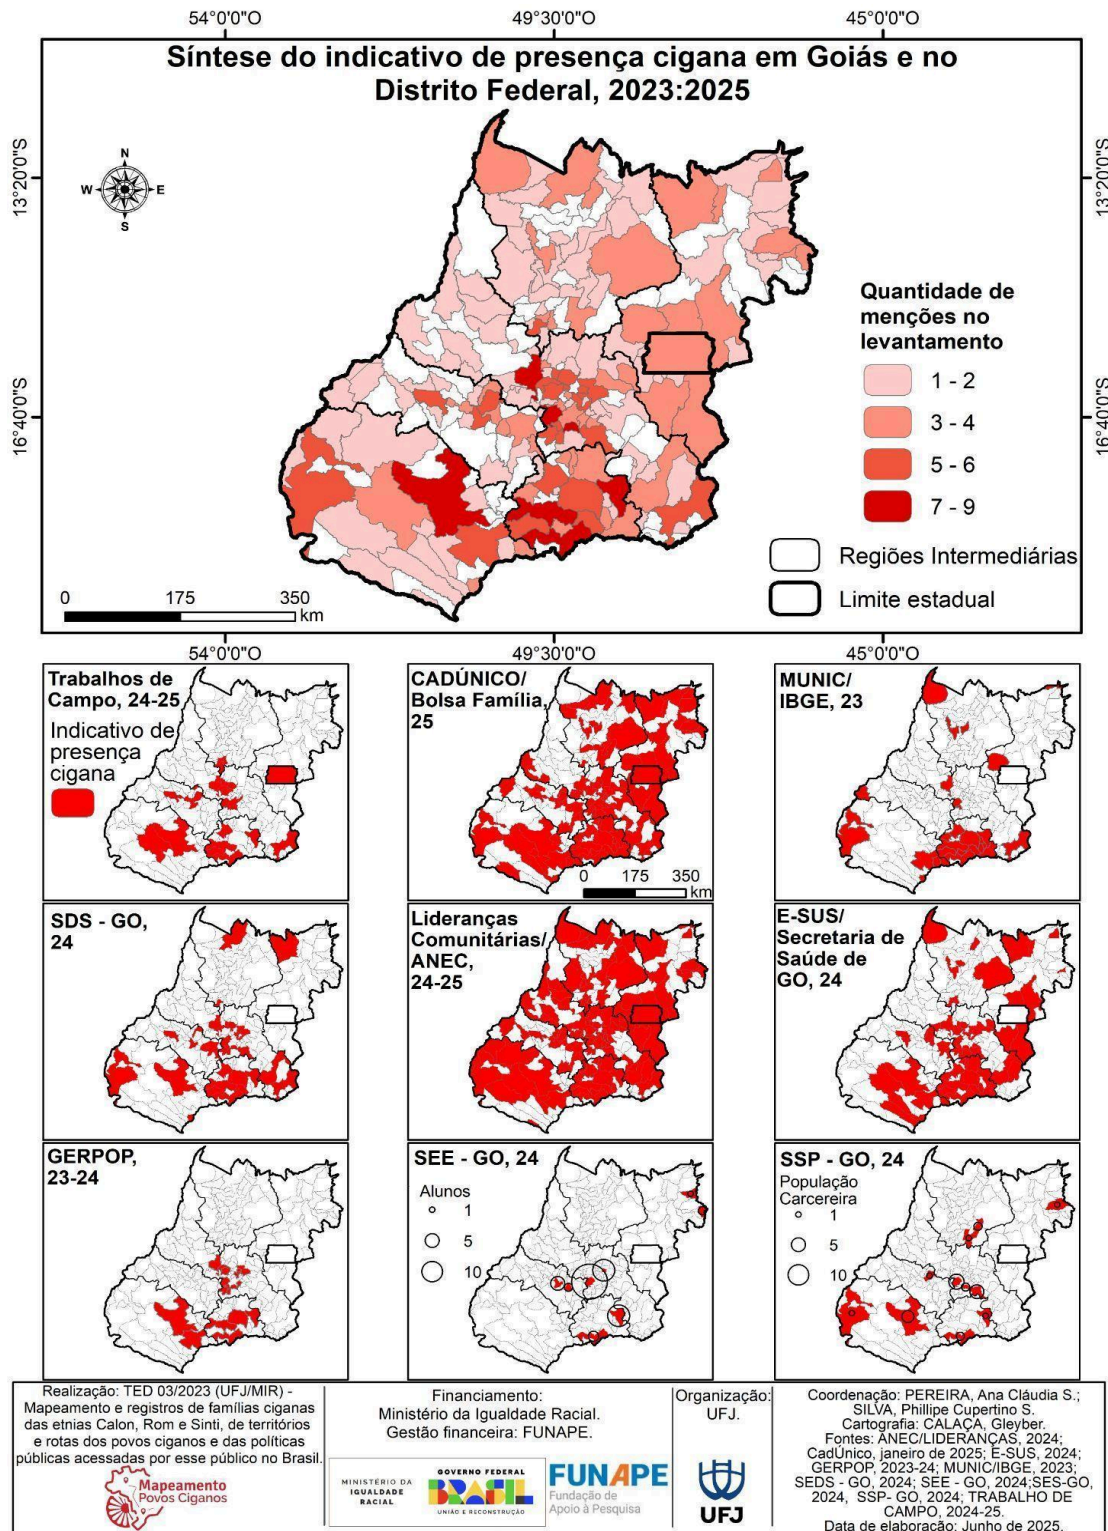 54°0'0"O
49°30'0"O
45°0'0"O
Síntese do indicativo de presença cigana em Goiás e no
Distrito Federal, 2023:2025
13°20'0"S
13°20'0"S
16°40'0"S
16°40'0"S
N
W
E
S
Quantidade de
menções no
levantamento
1 - 2
3 - 4
5 - 6
7 - 9
Regiões Intermediárias
Limite estadual
0 175 350
km
54°0'0"O
49°30'0"O
45°0'0"O
Trabalhos de
Campo, 24-25
Indicativo de
presença
cigana
CADÚNICO/
Bolsa Família,
25
0 175 350
km
MUNIC/
IBGE, 23
SDS - GO,
24
Lideranças
Comunitárias/
ANEC,
24-25
E-SUS/
Secretaria de
Saúde de
GO, 24
GERPOP,
23-24
SEE - GO, 24
Alunos
1
5
10
SSP - GO, 24
População
Carcereira
1
5
10
Realização: TED 03/2023 (UFJ/MIR) -
Mapeamento e registros de famílias ciganas
das etnias Calon, Rom e Sinti, de territórios
e rotas dos povos ciganos e das políticas
públicas acessadas por esse público no Brasil.
Mapeamento
Povos Ciganos
Financiamento:
Ministério da Igualdade Racial.
Gestão financeira: FUNAPE.
MINISTÉRIO DA
IGUALDADE
RACIAL
GOVERNO FEDERAL
BRASIL
UNIÃO E RECONSTRUÇÃO
FUNAPE
Fundação de
Apoio à Pesquisa
Organização:
UFJ.
UFJ
Coordenação: PEREIRA, Ana Cláudia S.;
SILVA, Phillipe Cupertino S.
Cartografia: CALAÇA, Gleyber.
Fontes: ANEC/LIDERANÇAS, 2024;
CadÚnico, janeiro de 2025; E-SUS, 2024;
GERPOP, 2023-24; MUNIC/IBGE, 2023;
SEDS - GO, 2024; SEE - GO, 2024;SES-GO,
2024, SSP- GO, 2024; TRABALHO DE
CAMPO, 2024-25.
Data de elaboração: Junho de 2025.